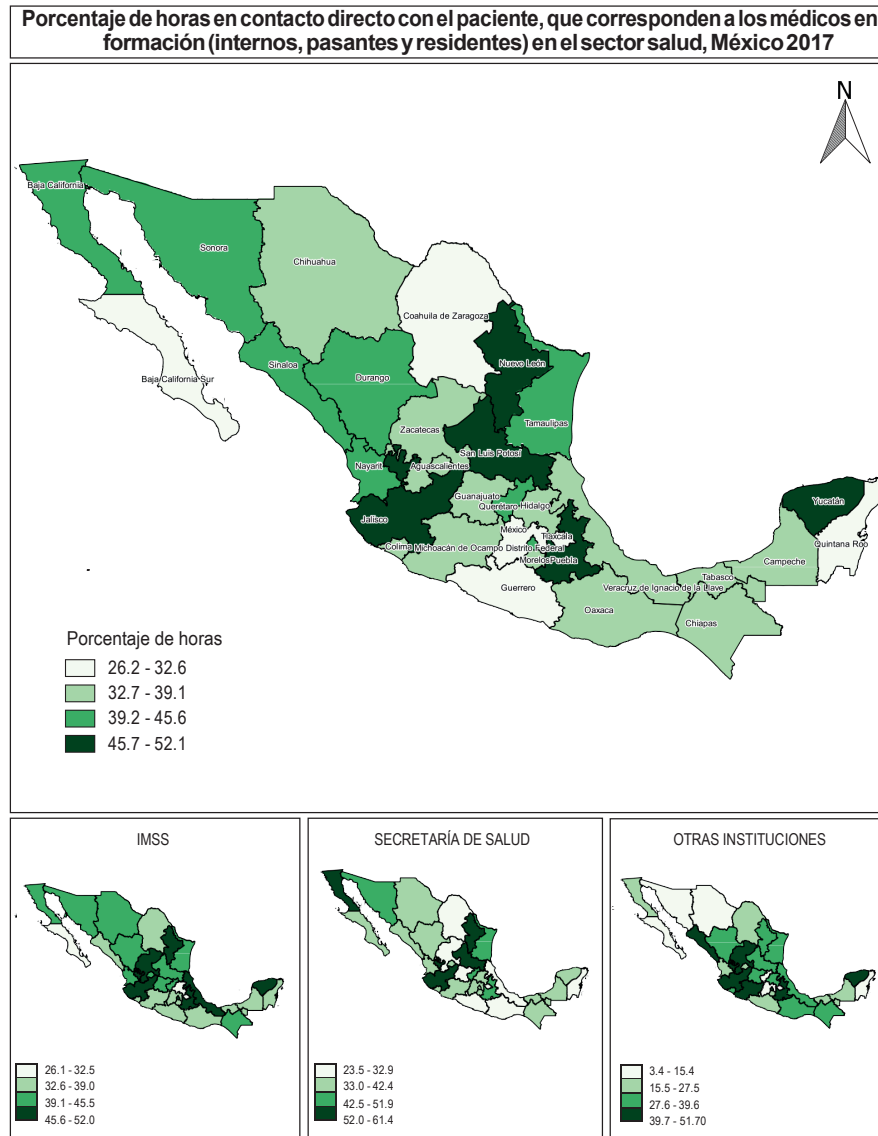 Porcentaje de horas en contacto directo con el paciente, que corresponden a los médicos en
formación (internos, pasantes y residentes) en el sector salud, México 2017
N
Baja California
Sonora
Chihuahua
Coahuila de Zaragoza
Nuevo León
Sinaloa
Durango
Baja California Sur
Tamaulipas
Zacatecas
San Luis Potosí
Nayarit
Aguascalientes
Guanajuato
Querétaro
Hidalgo
Yucatán
Jalisco
México
Tlaxcala
Quintana Roo
Colima
Michoacán de Ocampo
Distrito Federal
Morelos
Puebla
Campeche
Tabasco
Guerrero
Veracruz de Ignacio de la Llave
Oaxaca
Chiapas
Porcentaje de horas
26.2 - 32.6
32.7 - 39.1
39.2 - 45.6
45.7 - 52.1
IMSS
26.1 - 32.5
32.6 - 39.0
39.1 - 45.5
45.6 - 52.0
SECRETARÍA DE SALUD
23.5 - 32.9
33.0 - 42.4
42.5 - 51.9
52.0 - 61.4
OTRAS INSTITUCIONES
3.4 - 15.4
15.5 - 27.5
27.6 - 39.6
39.7 - 51.70